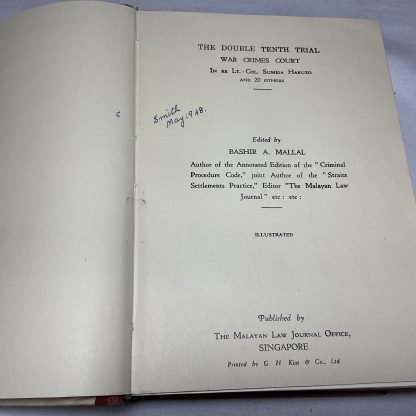 THE DOUBLE TENTH TRIAL
WAR CRIMES COURT
IN RE LT.-COL. SUMIDA HARUZO
AND 20 OTHERS
Smith
May 1948.
Edited by
BASHIR A. MALLAL
Author of the Annotated Edition of the "Criminal
Procedure Code," joint Author of the "Straits
Settlements Practice," Editor "The Malayan Law
Journal" etc: etc:
ILLUSTRATED
Published by
THE MALAYAN LAW JOURNAL OFFICE,
SINGAPORE
Printed by G. H. Kiat & Co., Ltd.